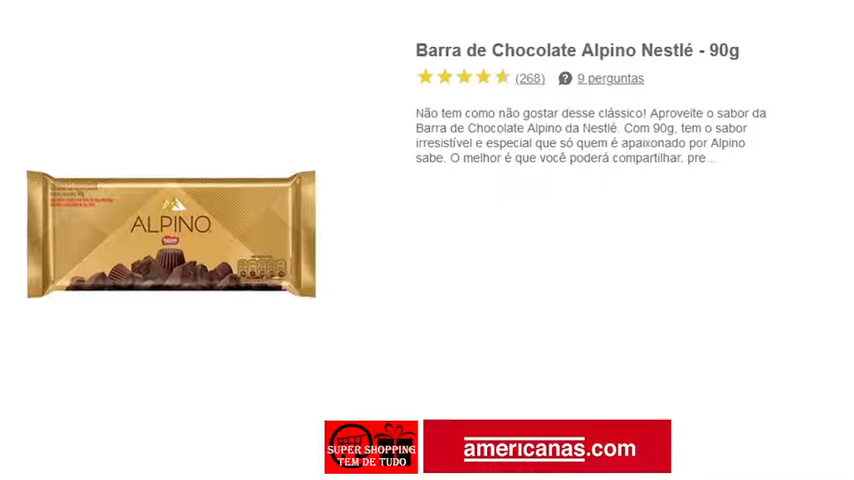 Barra de Chocolate Alpino Nestlé - 90g
(268) ? 9 perguntas
Não tem como não gostar desse clássico! Aproveite o sabor da
Barra de Chocolate Alpino da Nestlé. Com 90g, tem o sabor
irresistível e especial que só quem é apaixonado por Alpino
sabe. O melhor é que você poderá compartilhar. pre...
ALPINO
Nestlé
SUPER SHOPPING
TEM DE TUDO
americanas.com